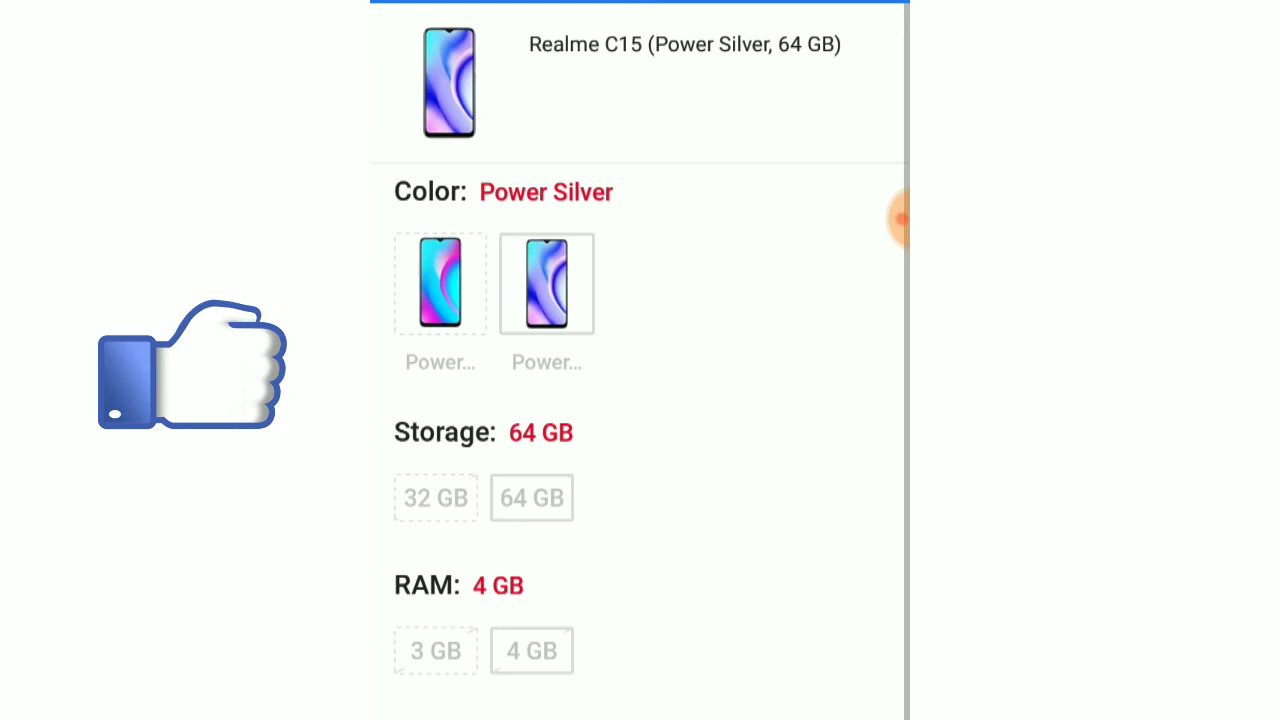 Realme C15 (Power Silver, 64 GB)
Color: Power Silver
Power... Power...
Storage: 64 GB
32 GB 64 GB
RAM: 4 GB
3 GB 4 GB